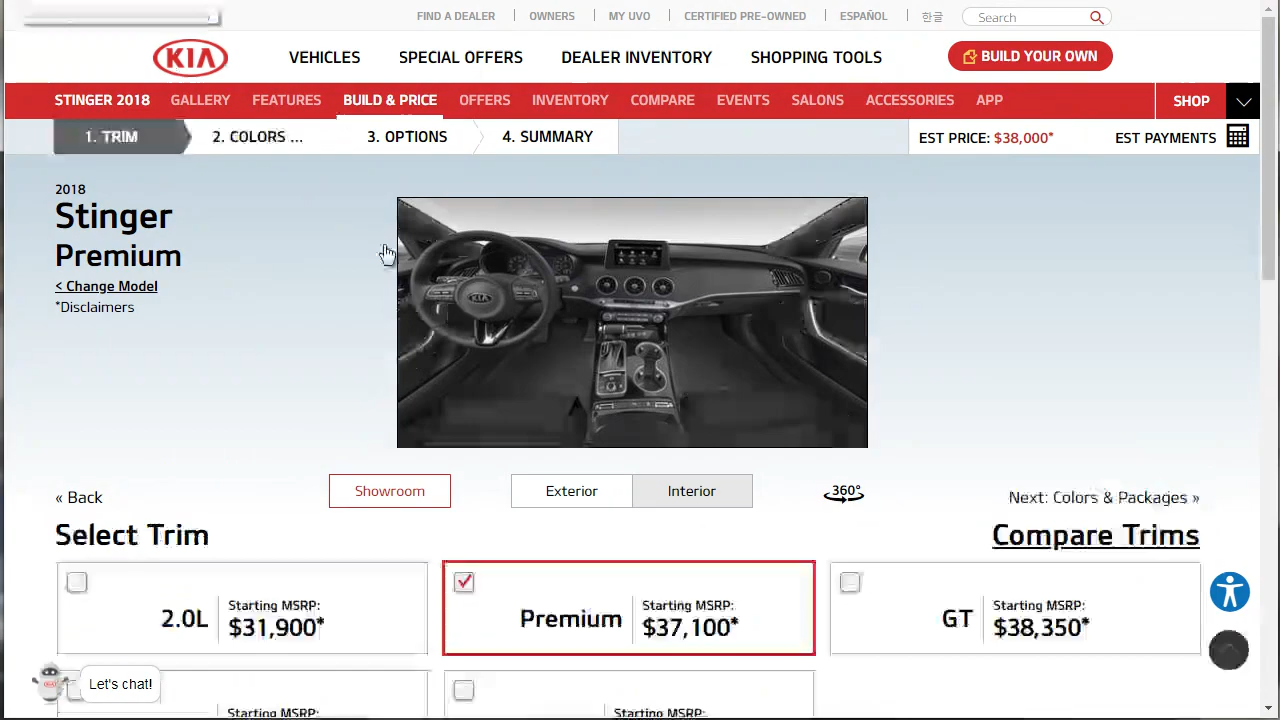 FIND A DEALER
OWNERS
MY UVO
CERTIFIED PRE-OWNED
ESPAÑOL
한글
Search
KIA
VEHICLES
SPECIAL OFFERS
DEALER INVENTORY
SHOPPING TOOLS
BUILD YOUR OWN
STINGER 2018
GALLERY
FEATURES
BUILD & PRICE
OFFERS
INVENTORY
COMPARE
EVENTS
SALONS
ACCESSORIES
APP
SHOP
1. TRIM
2. COLORS ...
3. OPTIONS
4. SUMMARY
EST PRICE: $38,000*
EST PAYMENTS
2018
Stinger
Premium
< Change Model
*Disclaimers
KIA
« Back
Showroom
Exterior
Interior
360°
Next: Colors & Packages »
Select Trim
Compare Trims
2.0L
Starting MSRP:
$31,900*
Premium
Starting MSRP:
$37,100*
GT
Starting MSRP:
$38,350*
Let's chat!
Starting MSRP:
Starting MSRP: